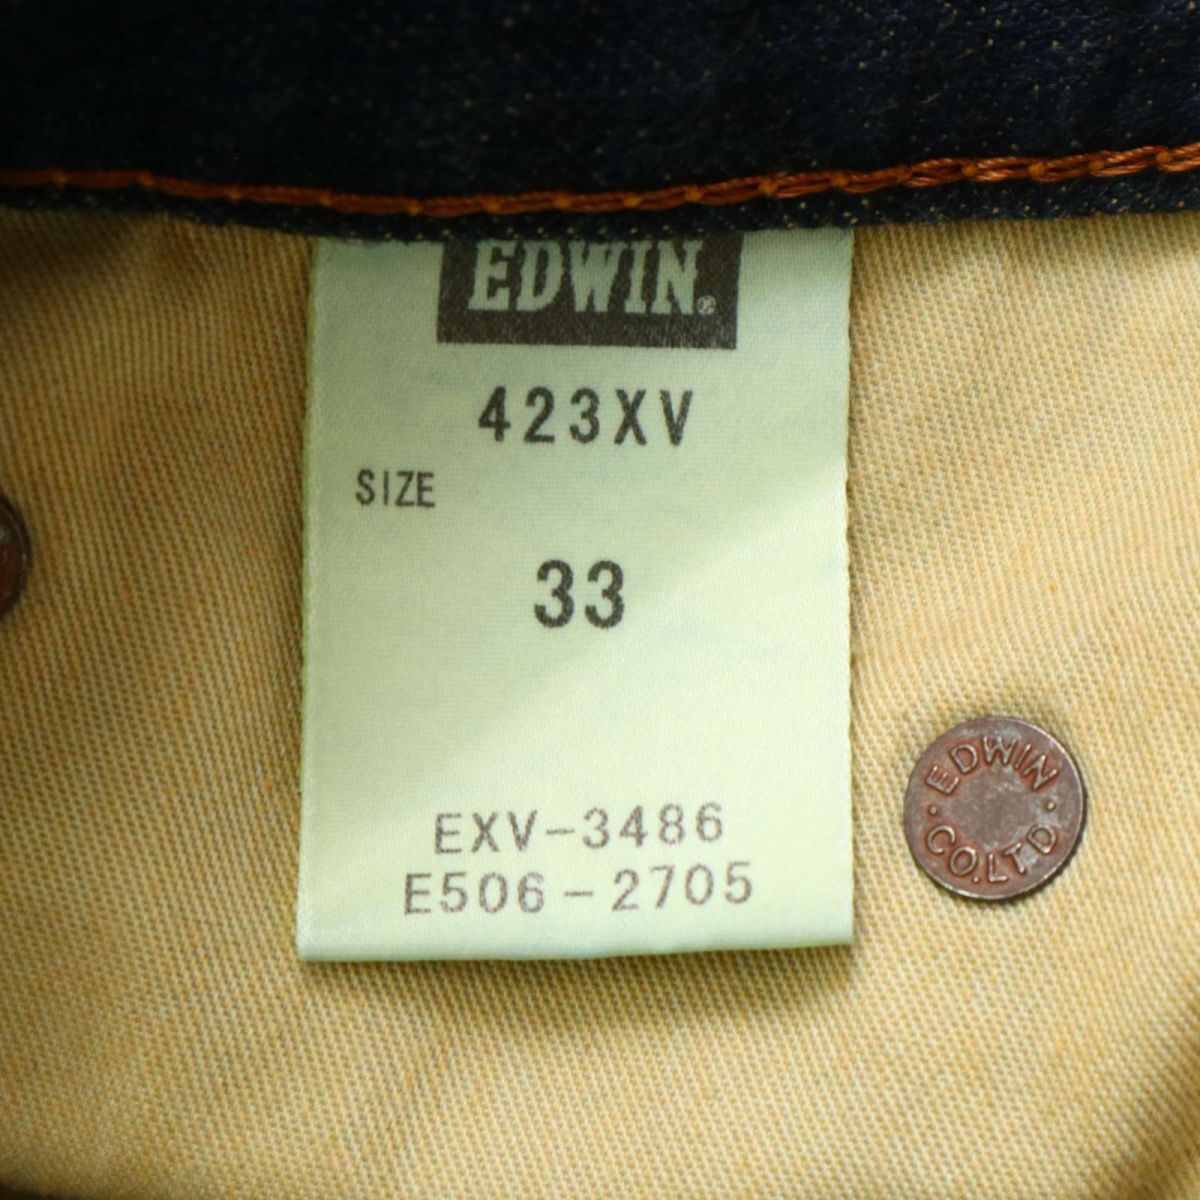 EDWIN®
423XV
SIZE
33
EXV-3486
E506-2705
EDWIN
·CO.LTD·